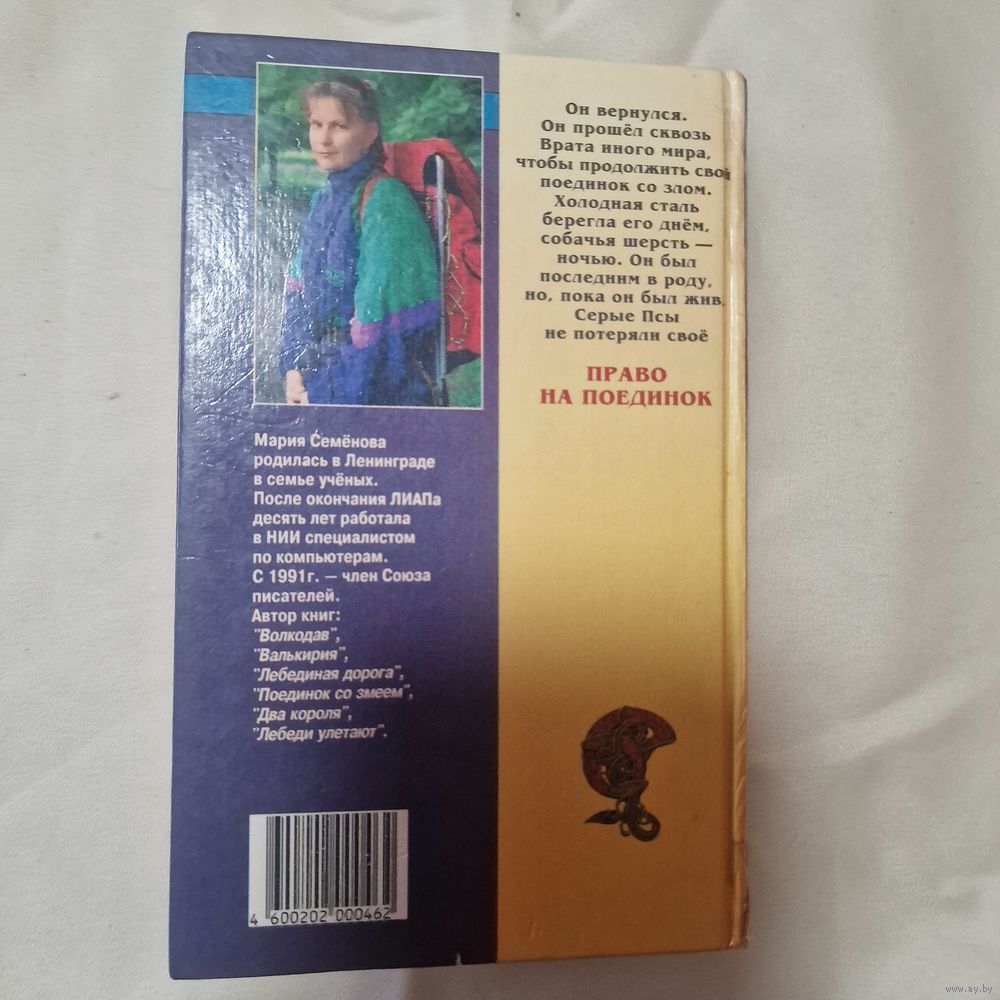 Мария Семёнова
родилась в Ленинграде
в семье учёных.
После окончания ЛИАПа
десять лет работала
в НИИ специалистом
по компьютерам.
С 1991г. – член Союза
писателей.
Автор книг:
"Волкодав",
"Валькирия",
"Лебединая дорога",
"Поединок со змеем",
"Два короля",
"Лебеди улетают".
4 600202 000462
Он вернулся.
Он прошёл сквозь
Врата иного мира,
чтобы продолжить свой
поединок со злом.
Холодная сталь
берегла его днём,
собачья шерсть —
ночью. Он был
последним в роду,
но, пока он был жив,
Серые Псы
не потеряли своё
ПРАВО
НА ПОЕДИНОК
www.ay.by